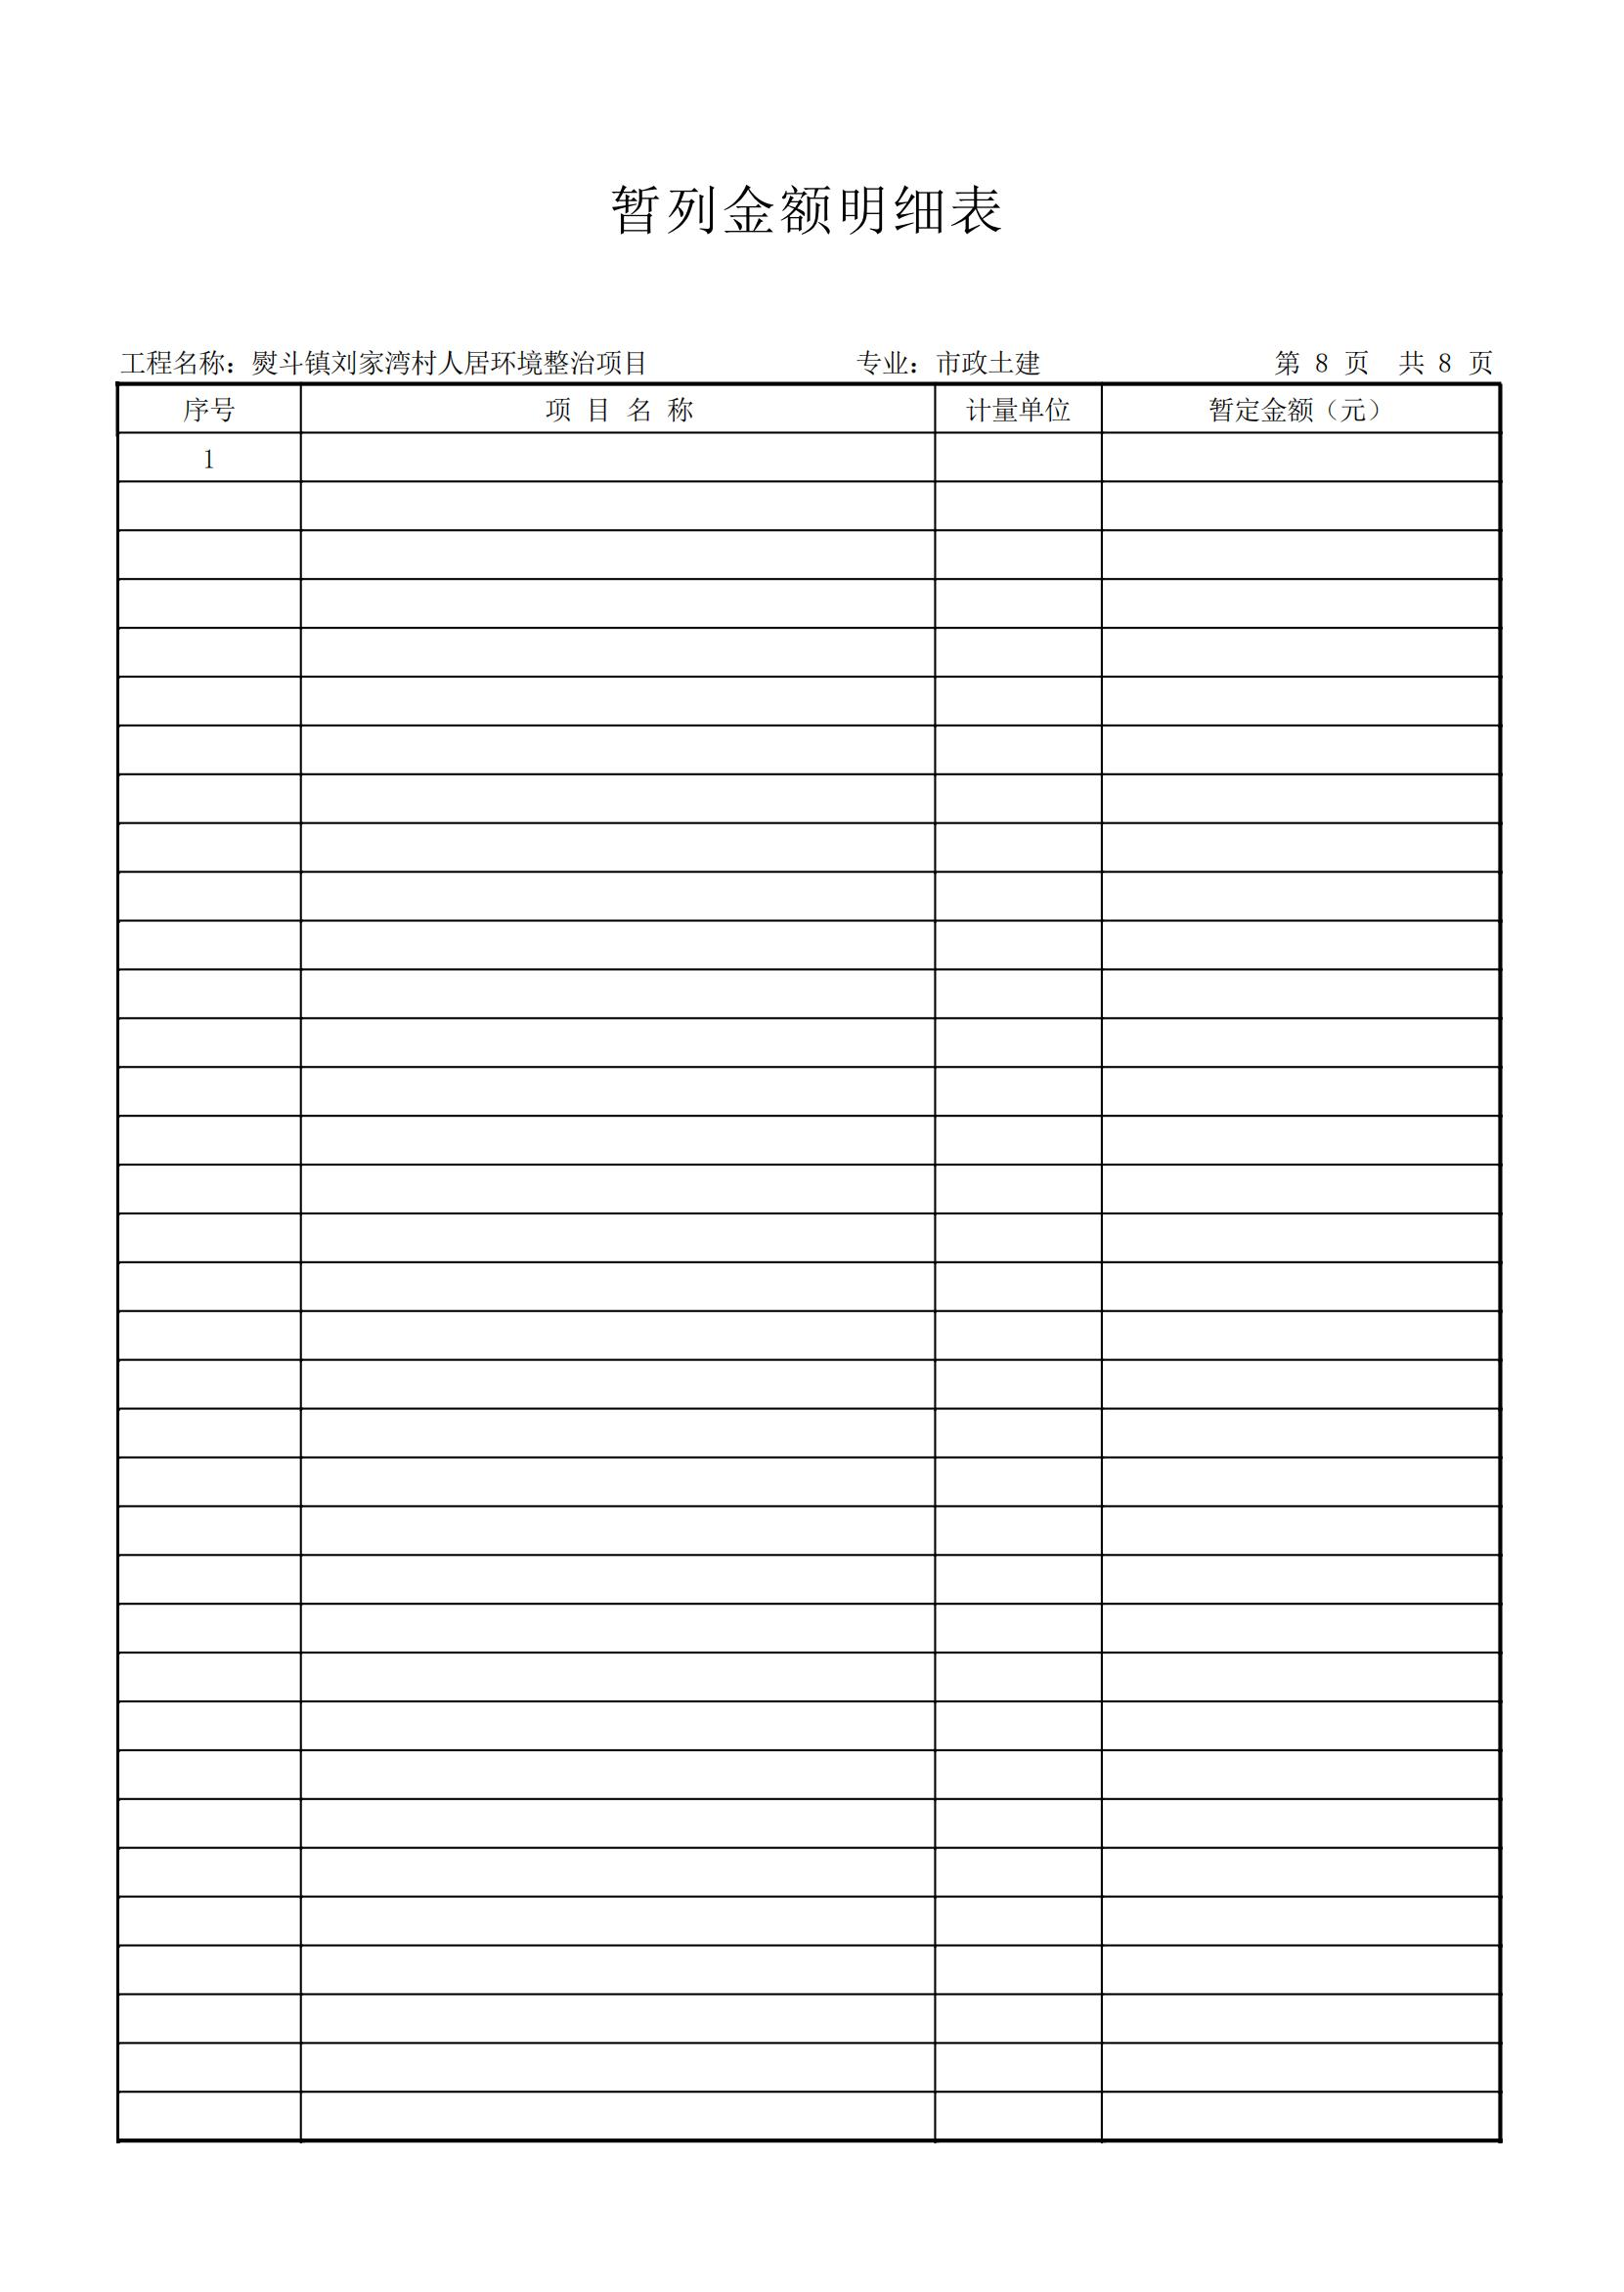 暂列金额明细表
工程名称：熨斗镇刘家湾村人居环境整治项目 专业：市政土建 第 8 页 共 8 页
序号 项 目 名 称 计量单位 暂定金额（元）
1